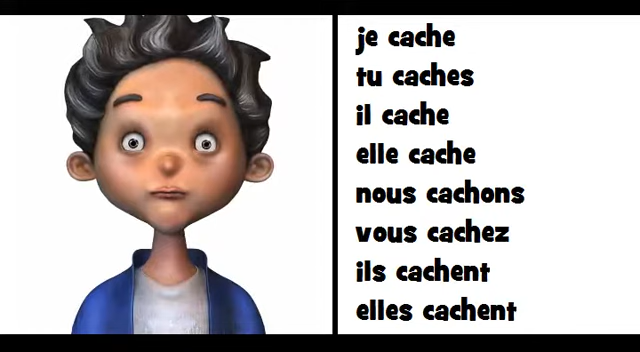 je cache
tu caches
il cache
elle cache
nous cachons
vous cachez
ils cachent
elles cachent